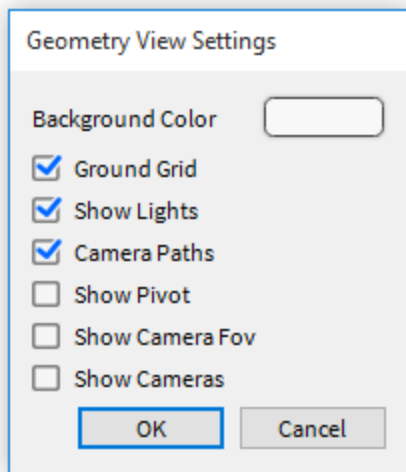 Geometry View Settings
Background Color
Ground Grid
Show Lights
Camera Paths
Show Pivot
Show Camera Fov
Show Cameras
OK Cancel